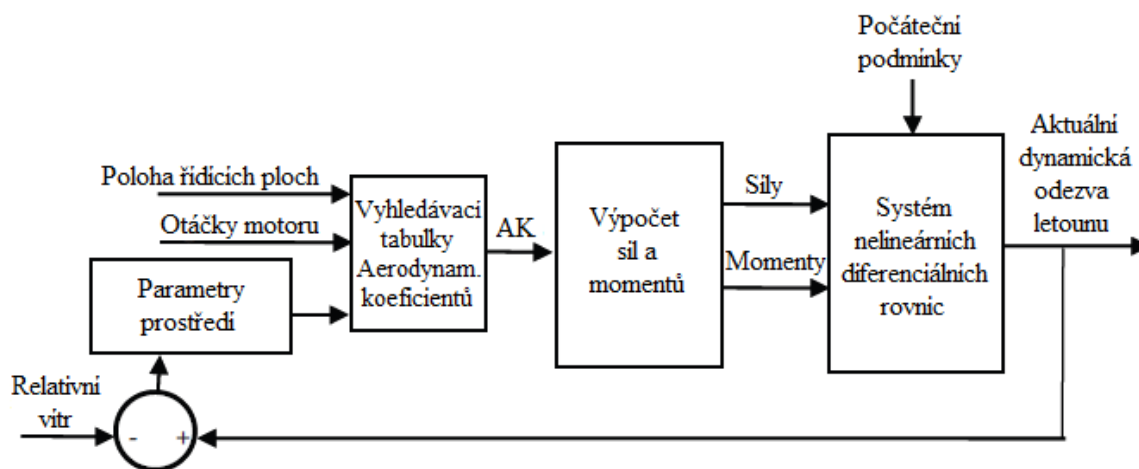 Počáteční
podmínky
Aktuální
dynamická
odezva
letounu
Poloha řídících ploch
Otáčky motoru
Vyhledávací
tabulky
Aerodynam.
koeficientů
AK
Výpočet
sil a
momentů
Síly
Momenty
Systém
nelineárních
diferenciálních
rovnic
Parametry
prostředí
Relativní
vítr
- +